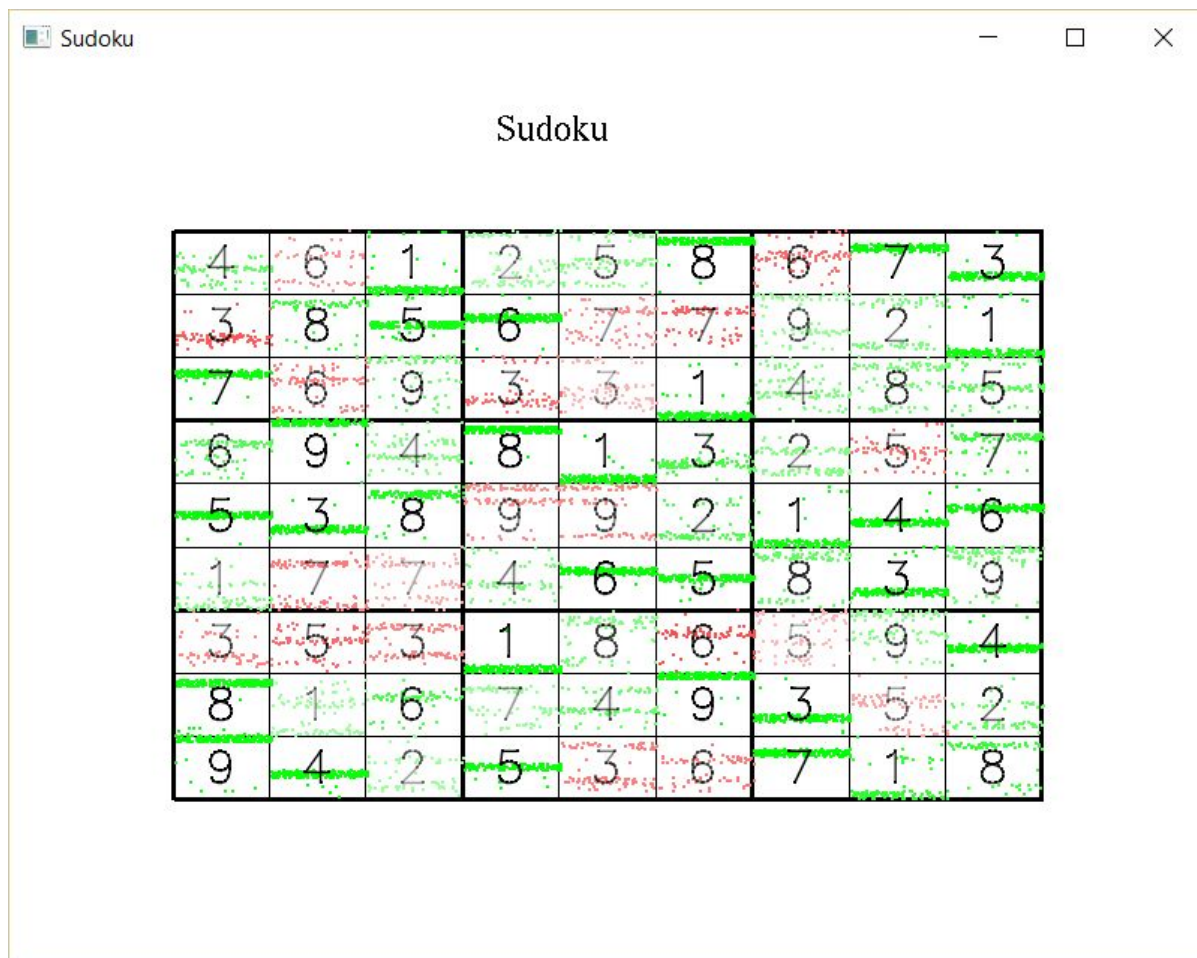 Sudoku
Sudoku
4 6 1 2 5 8 6 7 3
3 8 5 6 7 7 9 2 1
7 6 9 3 3 1 4 8 5
6 9 4 8 1 3 2 5 7
5 3 8 9 9 2 1 4 6
1 7 7 4 6 5 8 3 9
3 5 3 1 8 6 5 9 4
8 1 6 7 4 9 3 5 2
9 4 2 5 3 6 7 1 8